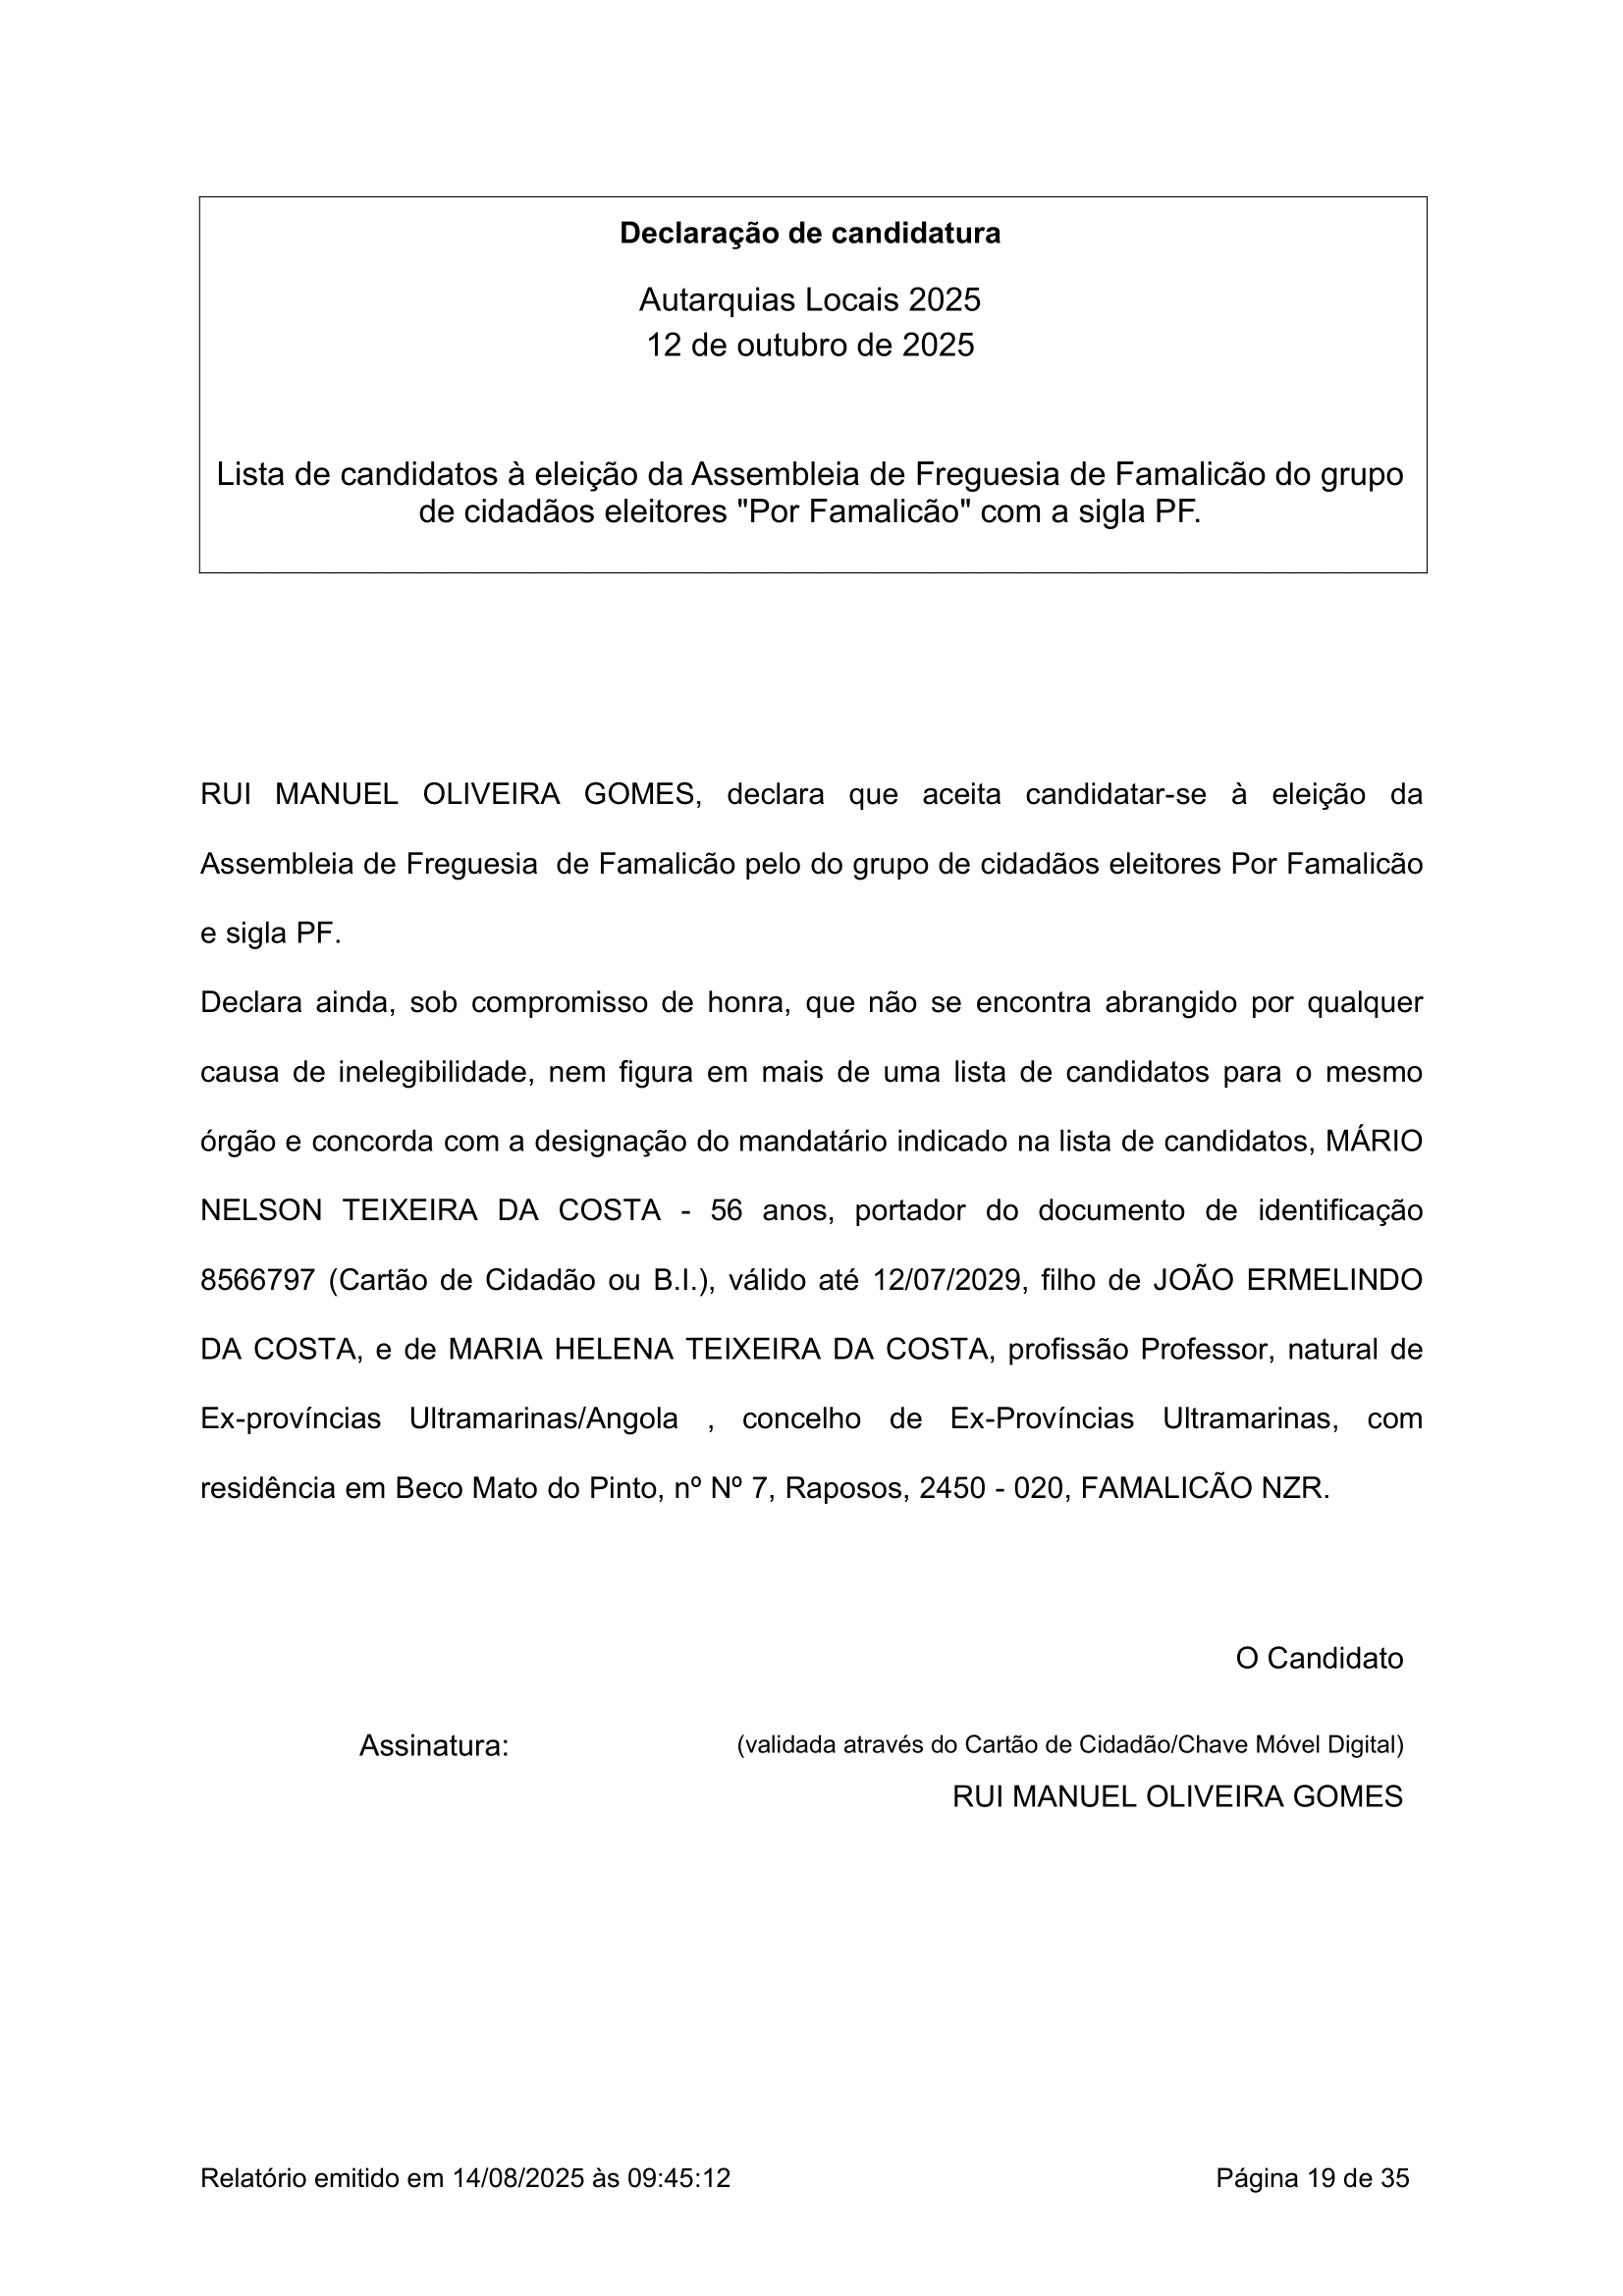 Declaração de candidatura
Autarquias Locais 2025
12 de outubro de 2025
Lista de candidatos à eleição da Assembleia de Freguesia de Famalicão do grupo
de cidadãos eleitores "Por Famalicão" com a sigla PF.
RUI MANUEL OLIVEIRA GOMES, declara que aceita candidatar-se à eleição da
Assembleia de Freguesia  de Famalicão pelo do grupo de cidadãos eleitores Por Famalicão
e sigla PF.
Declara ainda, sob compromisso de honra, que não se encontra abrangido por qualquer
causa de inelegibilidade, nem figura em mais de uma lista de candidatos para o mesmo
órgão e concorda com a designação do mandatário indicado na lista de candidatos, MÁRIO
NELSON TEIXEIRA DA COSTA - 56 anos, portador do documento de identificação
8566797 (Cartão de Cidadão ou B.I.), válido até 12/07/2029, filho de JOÃO ERMELINDO
DA COSTA, e de MARIA HELENA TEIXEIRA DA COSTA, profissão Professor, natural de
Ex-províncias Ultramarinas/Angola , concelho de Ex-Províncias Ultramarinas, com
residência em Beco Mato do Pinto, nº Nº 7, Raposos, 2450 - 020, FAMALICÃO NZR.
O Candidato
Assinatura: (validada através do Cartão de Cidadão/Chave Móvel Digital)
RUI MANUEL OLIVEIRA GOMES
Relatório emitido em 14/08/2025 às 09:45:12 Página 19 de 35